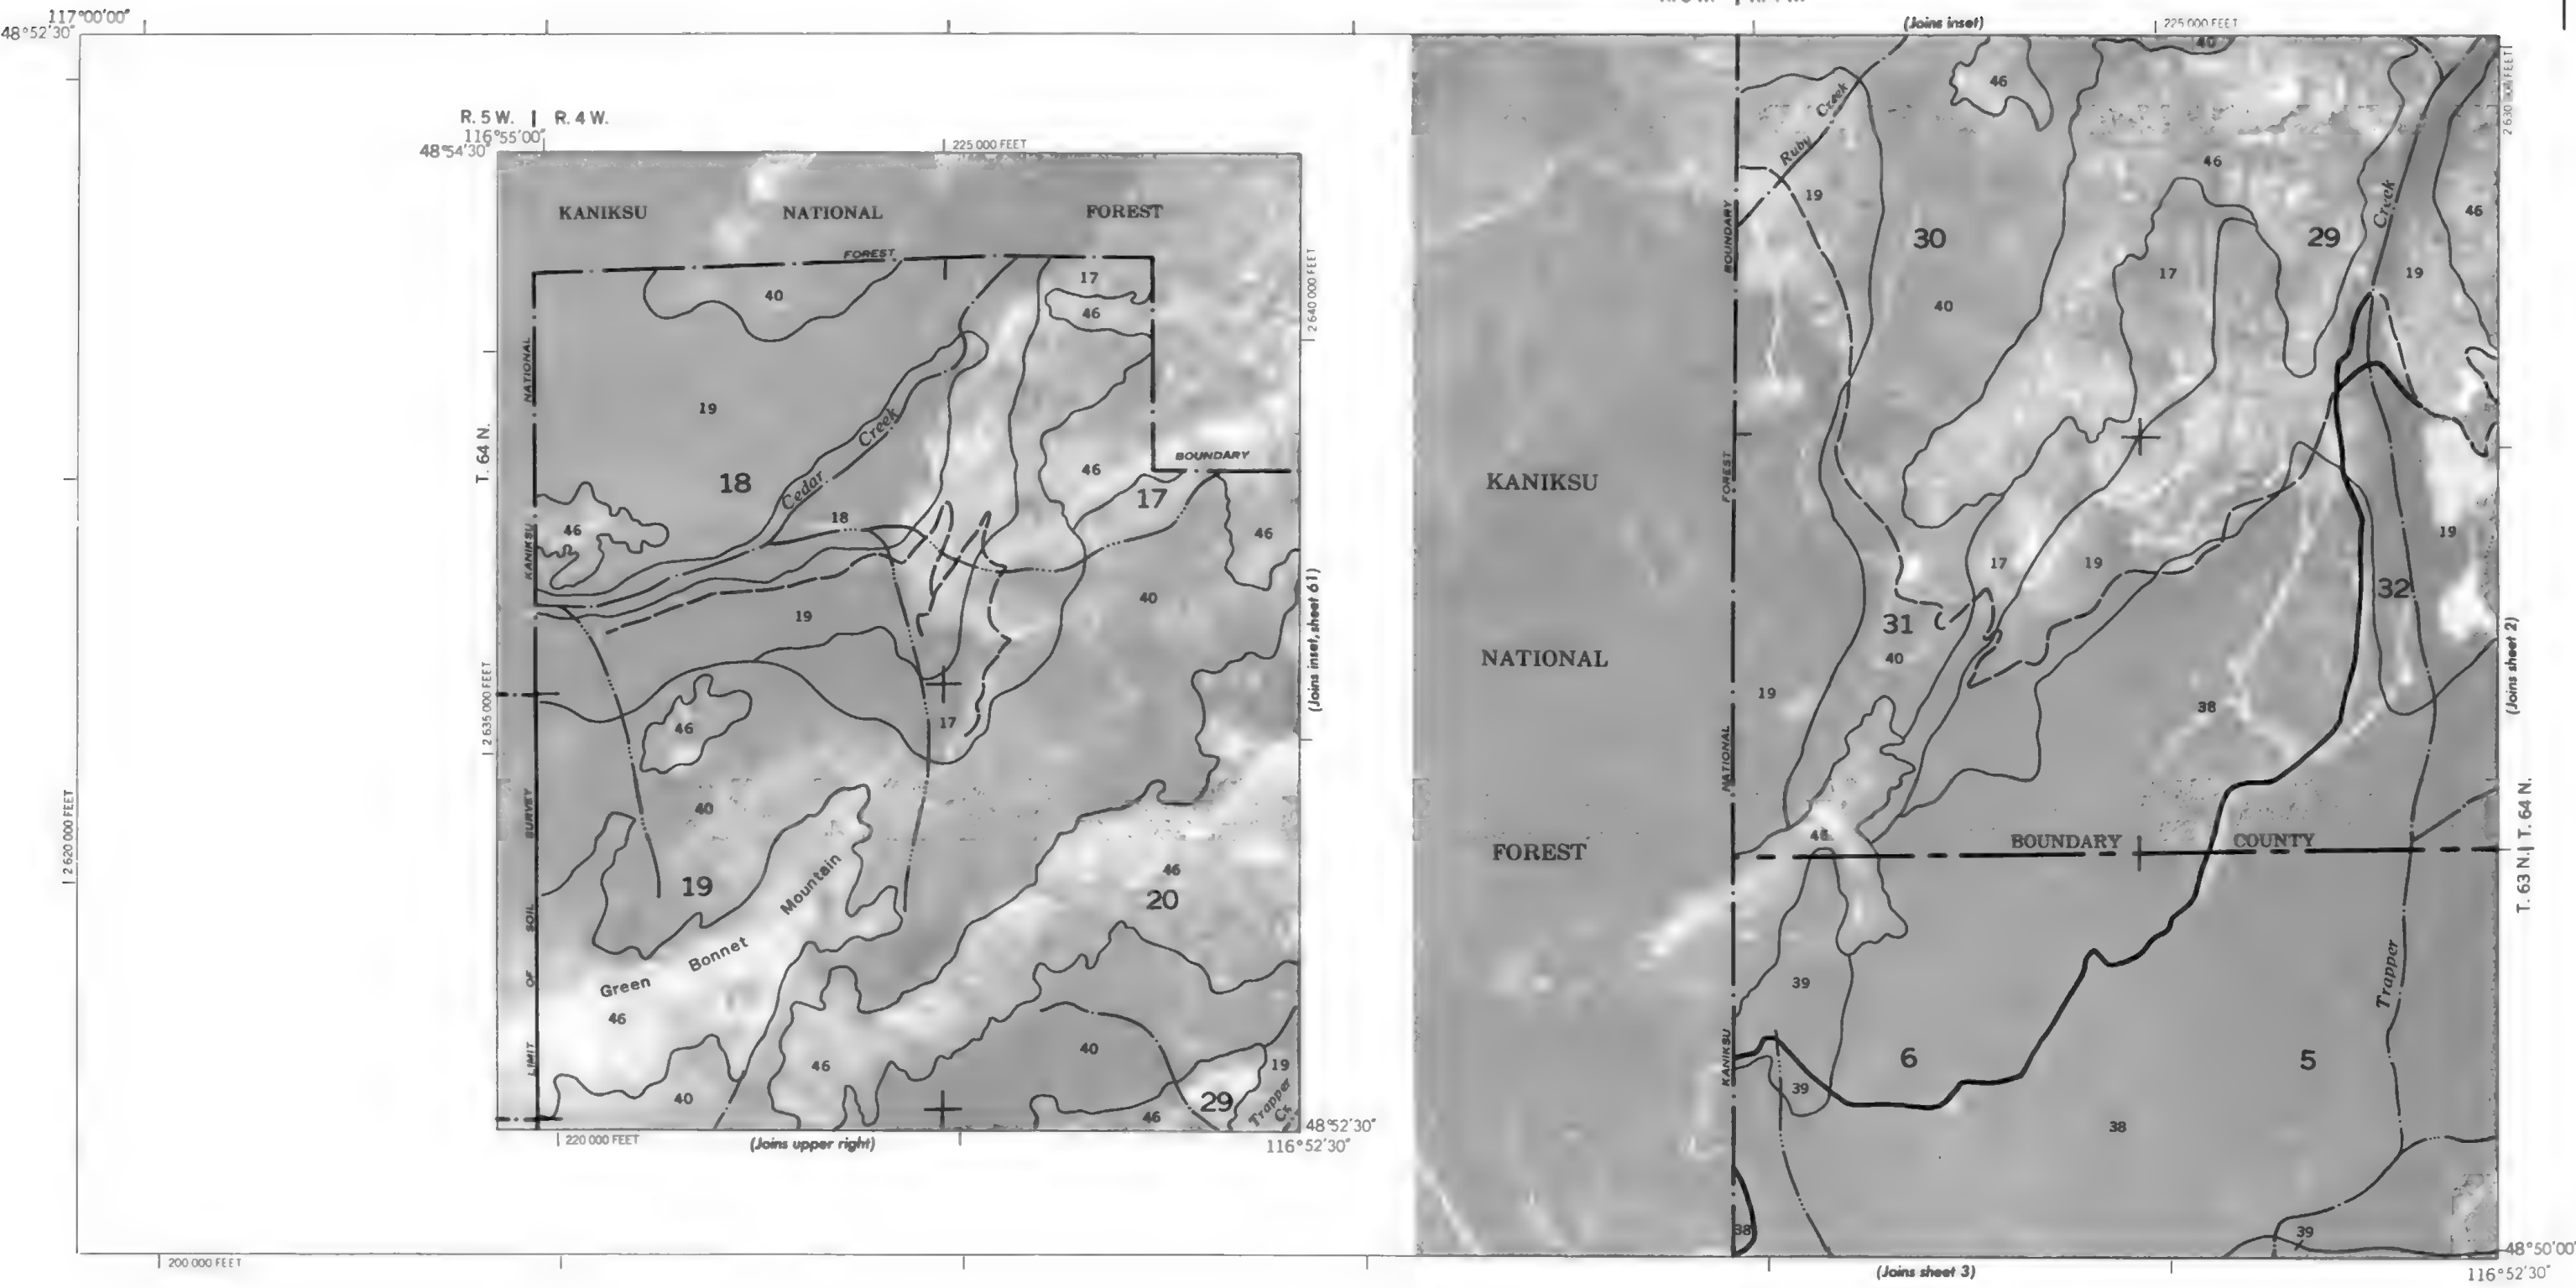 117°00'00"
48°52'30"
(Joins inset)
225 000 FEET
R. 5 W. | R. 4 W.
116°55'00"
48°54'30"
225 000 FEET
KANIKSU NATIONAL FOREST
FOREST
17
40
46
2 640 000 FEET
NATIONAL
19
Creek
T. 64 N.
BOUNDARY
46
18
Cedar
17
18
46
46
KANIKSU
40
19
(Joins inset, sheet 61)
2 635 000 FEET
17
46
40
SURVEY
Mountain
46
19
20
SOIL
Bonnet
Green
OF
46
40
46
19
LIMIT
40
29
Trapper
Cr.
46
48°52'30"
220 000 FEET
(Joins upper right)
116°52'30"
2 620 000 FEET
200 000 FEET
40
46
Creek
2 630 000 FEET
Ruby
46
19
Creek
46
BOUNDARY
30
29
17
19
40
KANIKSU
FOREST
19
17
19
32
31
NATIONAL
40
19
38
(Joins sheet 2)
NATIONAL
46
FOREST
BOUNDARY COUNTY
T. 63 N. | T. 64 N.
39
Trapper
KANIKSU
6
5
39
38
38
39
48°50'00"
(Joins sheet 3)
116°52'30"